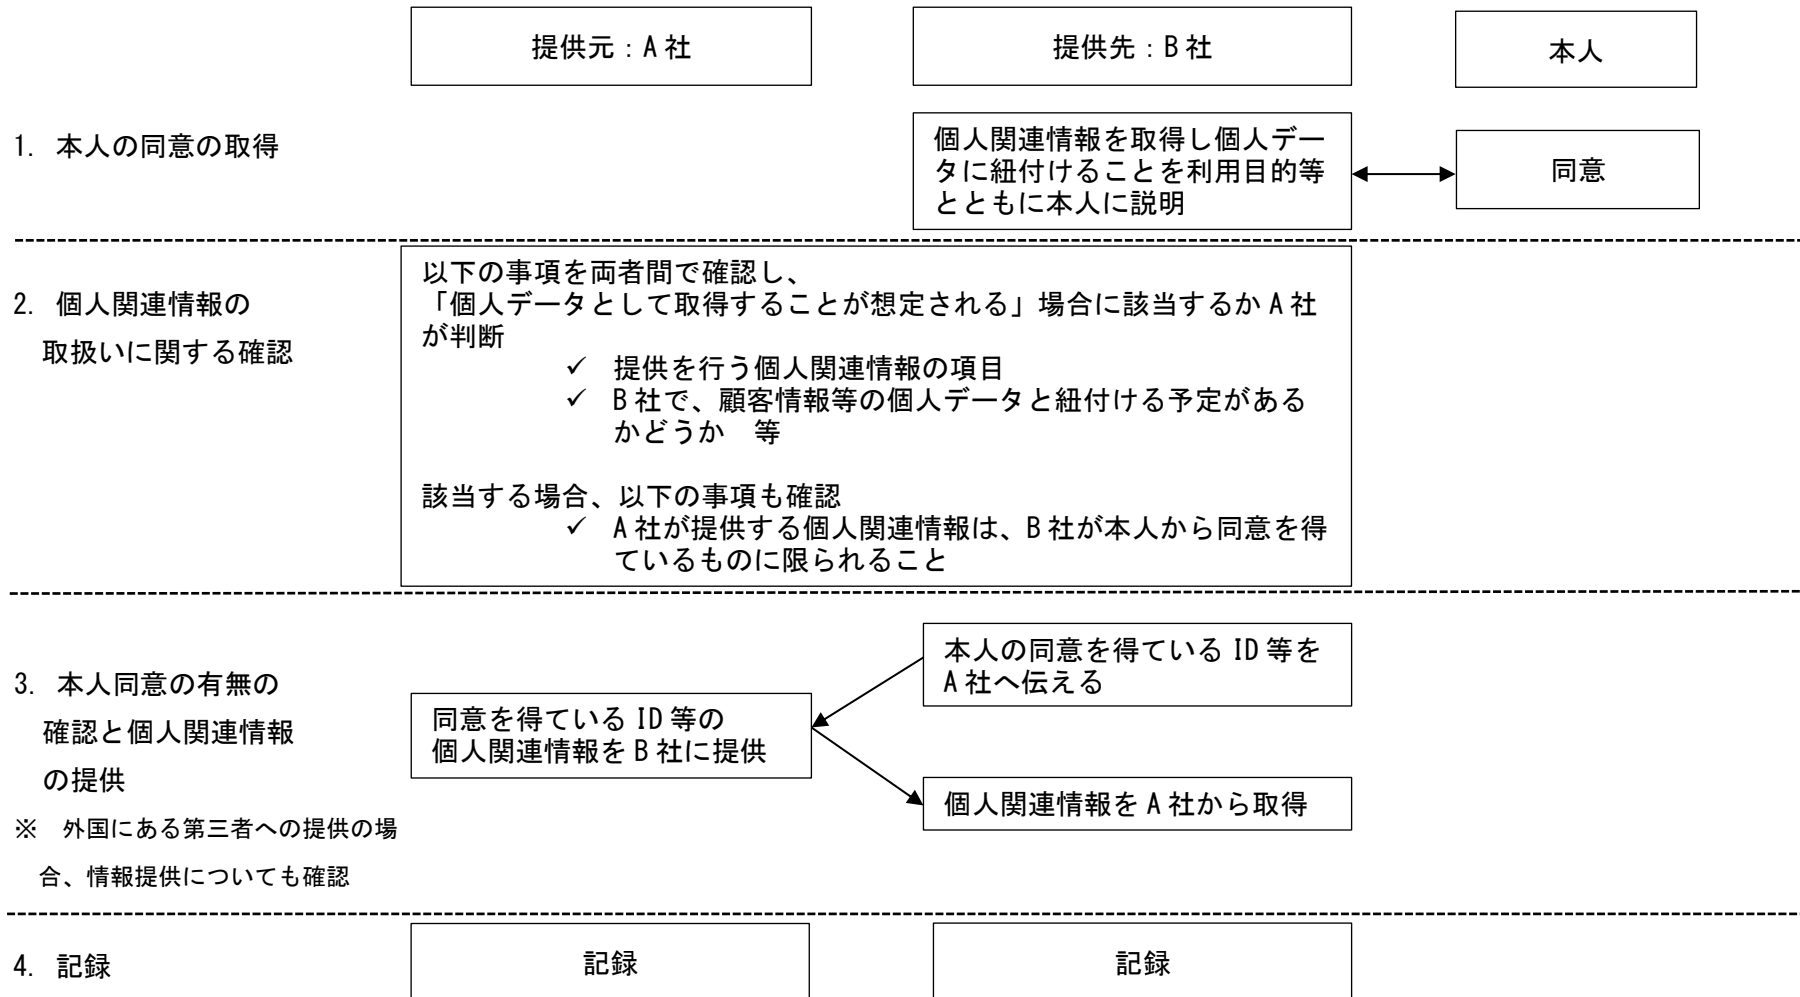 提供元：A社
提供先：B社
本人
1. 本人の同意の取得
個人関連情報を取得し個人デー
タに紐付けることを利用目的等
とともに本人に説明
同意
2. 個人関連情報の
取扱いに関する確認
以下の事項を両者間で確認し、
「個人データとして取得することが想定される」場合に該当するかA社
が判断
✓ 提供を行う個人関連情報の項目
✓ B社で、顧客情報等の個人データと紐付ける予定がある
かどうか　等
該当する場合、以下の事項も確認
✓ A社が提供する個人関連情報は、B社が本人から同意を得
ているものに限られること
3. 本人同意の有無の
確認と個人関連情報
の提供
※　外国にある第三者への提供の場
合、情報提供についても確認
本人の同意を得ているID等を
A社へ伝える
同意を得ているID等の
個人関連情報をB社に提供
個人関連情報をA社から取得
4. 記録
記録
記録